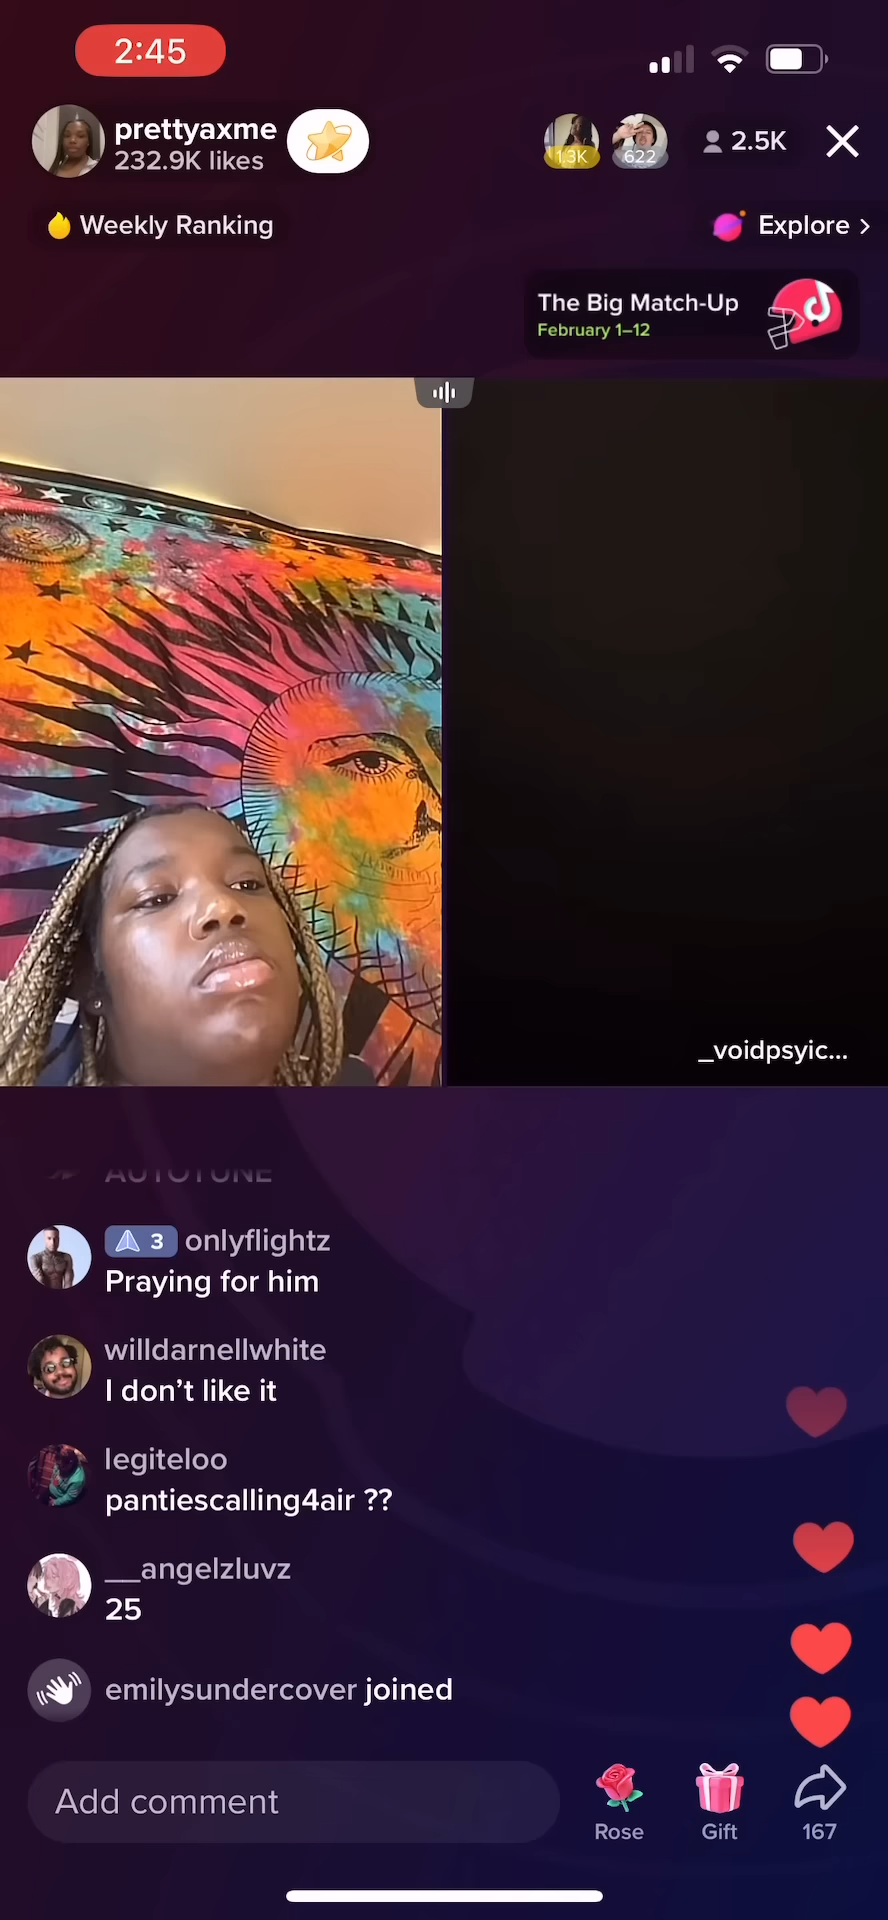 2:45
prettyaxme
232.9K likes
1.3K
622
2.5K
Weekly Ranking
Explore >
The Big Match-Up
February 1–12
_voidpsyic...
AUTOTUNE
3 onlyflightz
Praying for him
willdarnellwhite
I don’t like it
legiteloo
pantiescalling4air ??
__angelzluvz
25
emilysundercover joined
Add comment
Rose
Gift
167